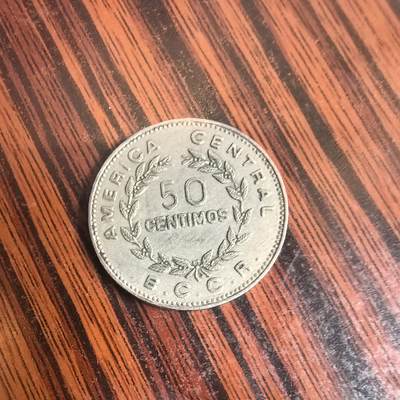 AMERICA CENTRAL
50
CENTIMOS
B.C.C.R.